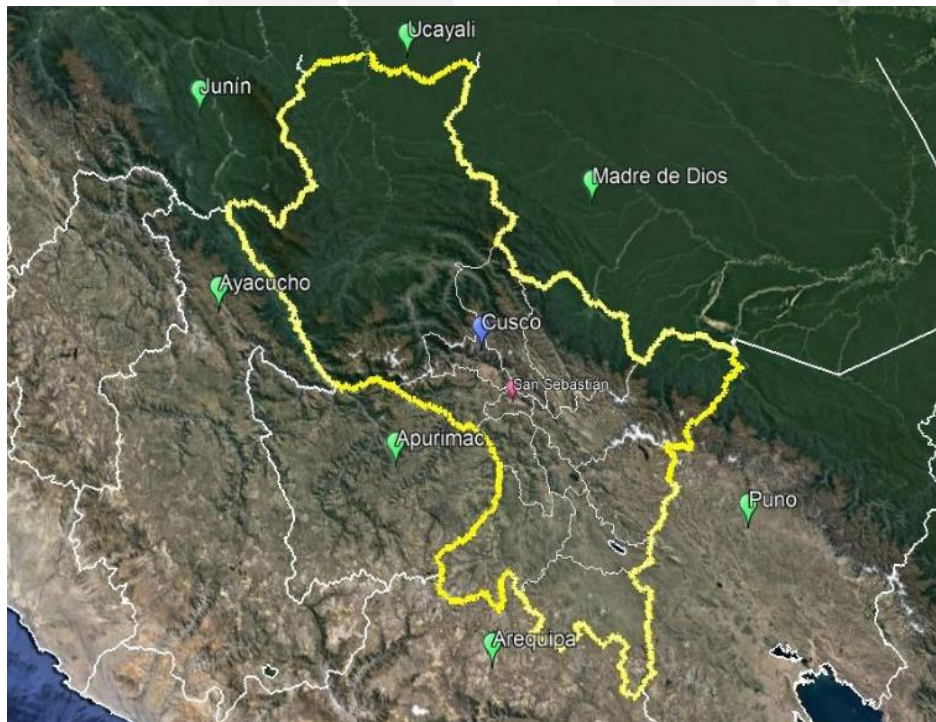 Ucayali
Junín
Madre de Dios
Ayacucho
Cusco
San Sebastián
Apurimac
Puno
Arequipa